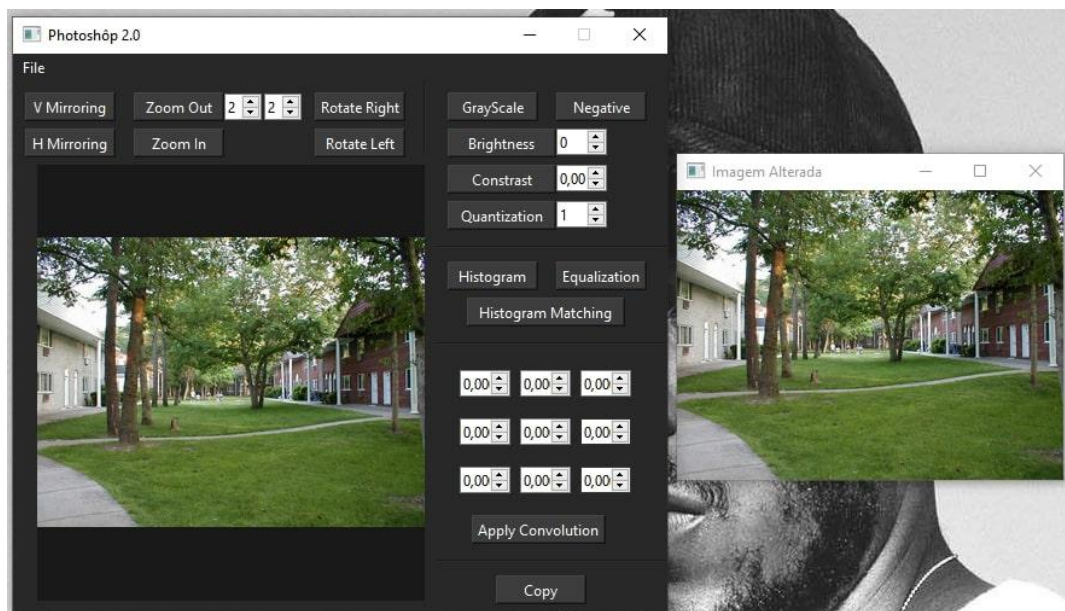 Photoshôp 2.0
File
V Mirroring Zoom Out 2 2 Rotate Right GrayScale Negative
H Mirroring Zoom In Rotate Left Brightness 0
Constrast 0,00
Quantization 1
Imagem Alterada
Histogram Equalization
Histogram Matching
0,00 0,00 0,00
0,00 0,00 0,00
0,00 0,00 0,00
Apply Convolution
Copy